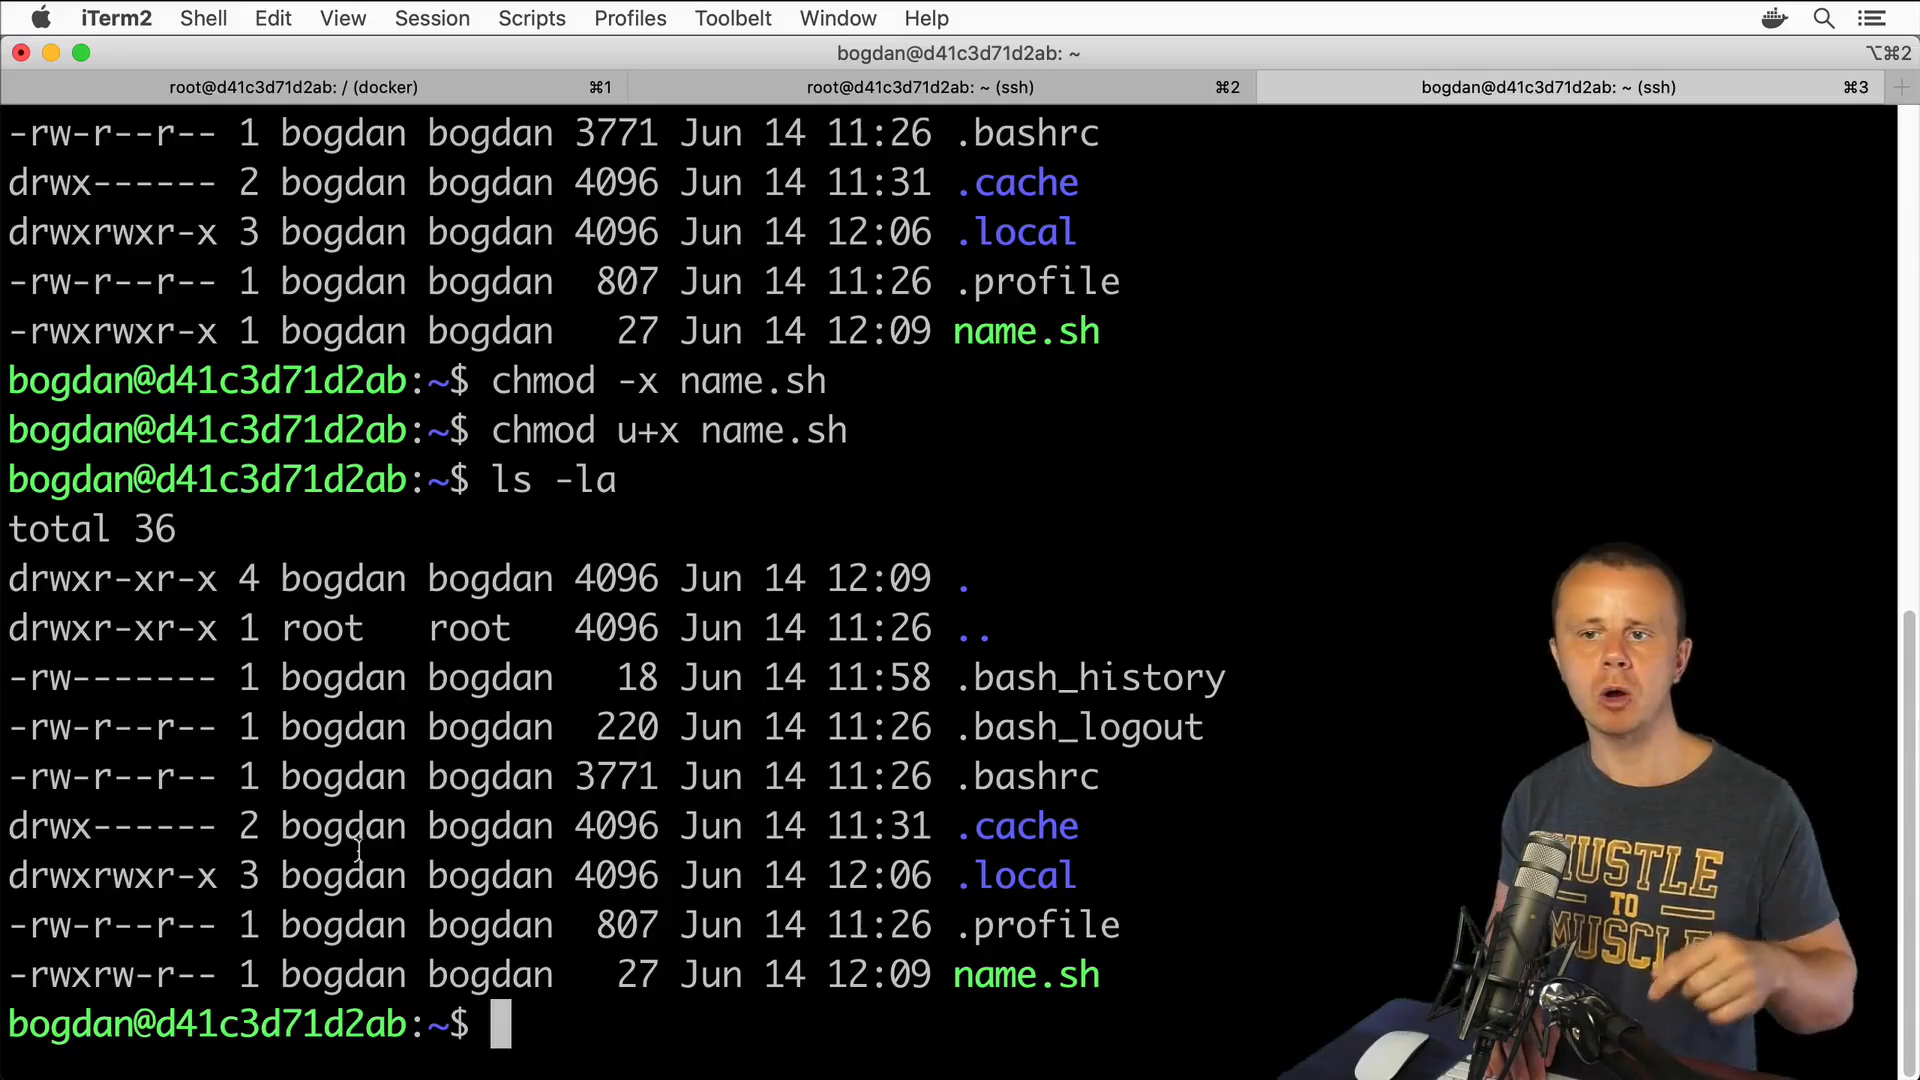 iTerm2 Shell Edit View Session Scripts Profiles Toolbelt Window Help
bogdan@d41c3d71d2ab: ~ ⌥⌘2
root@d41c3d71d2ab: / (docker) ⌘1 root@d41c3d71d2ab: ~ (ssh) ⌘2 bogdan@d41c3d71d2ab: ~ (ssh) ⌘3 +
-rw-r--r-- 1 bogdan bogdan 3771 Jun 14 11:26 .bashrc
drwx------ 2 bogdan bogdan 4096 Jun 14 11:31 .cache
drwxrwxr-x 3 bogdan bogdan 4096 Jun 14 12:06 .local
-rw-r--r-- 1 bogdan bogdan  807 Jun 14 11:26 .profile
-rwxrwxr-x 1 bogdan bogdan   27 Jun 14 12:09 name.sh
bogdan@d41c3d71d2ab:~$ chmod -x name.sh
bogdan@d41c3d71d2ab:~$ chmod u+x name.sh
bogdan@d41c3d71d2ab:~$ ls -la
total 36
drwxr-xr-x 4 bogdan bogdan 4096 Jun 14 12:09 .
drwxr-xr-x 1 root   root   4096 Jun 14 11:26 ..
-rw------- 1 bogdan bogdan   18 Jun 14 11:58 .bash_history
-rw-r--r-- 1 bogdan bogdan  220 Jun 14 11:26 .bash_logout
-rw-r--r-- 1 bogdan bogdan 3771 Jun 14 11:26 .bashrc
drwx------ 2 bogdan bogdan 4096 Jun 14 11:31 .cache
drwxrwxr-x 3 bogdan bogdan 4096 Jun 14 12:06 .local
-rw-r--r-- 1 bogdan bogdan  807 Jun 14 11:26 .profile
-rwxrw-r-- 1 bogdan bogdan   27 Jun 14 12:09 name.sh
bogdan@d41c3d71d2ab:~$
HUSTLE
TO
MUSCLE